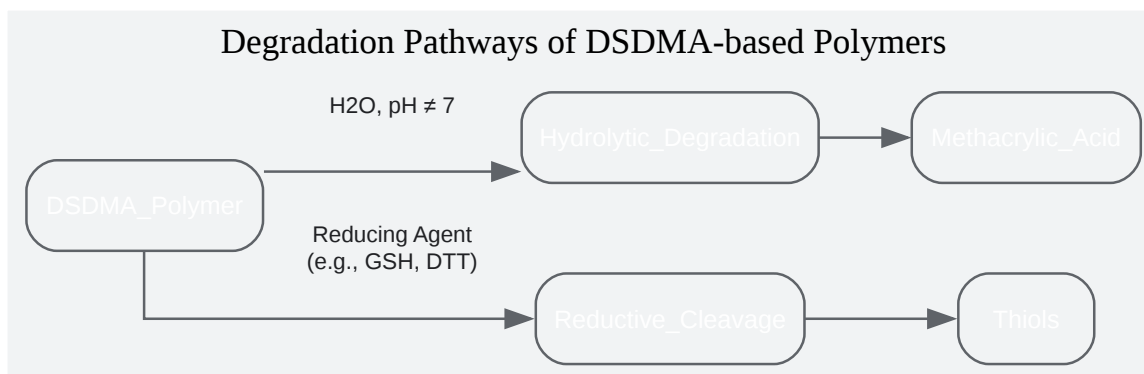 Degradation Pathways of DSDMA-based Polymers
H2O, pH ≠ 7
Hydrolytic_Degradation
Methacrylic_Acid
DSDMA_Polymer
Reducing Agent
(e.g., GSH, DTT)
Reductive_Cleavage
Thiols